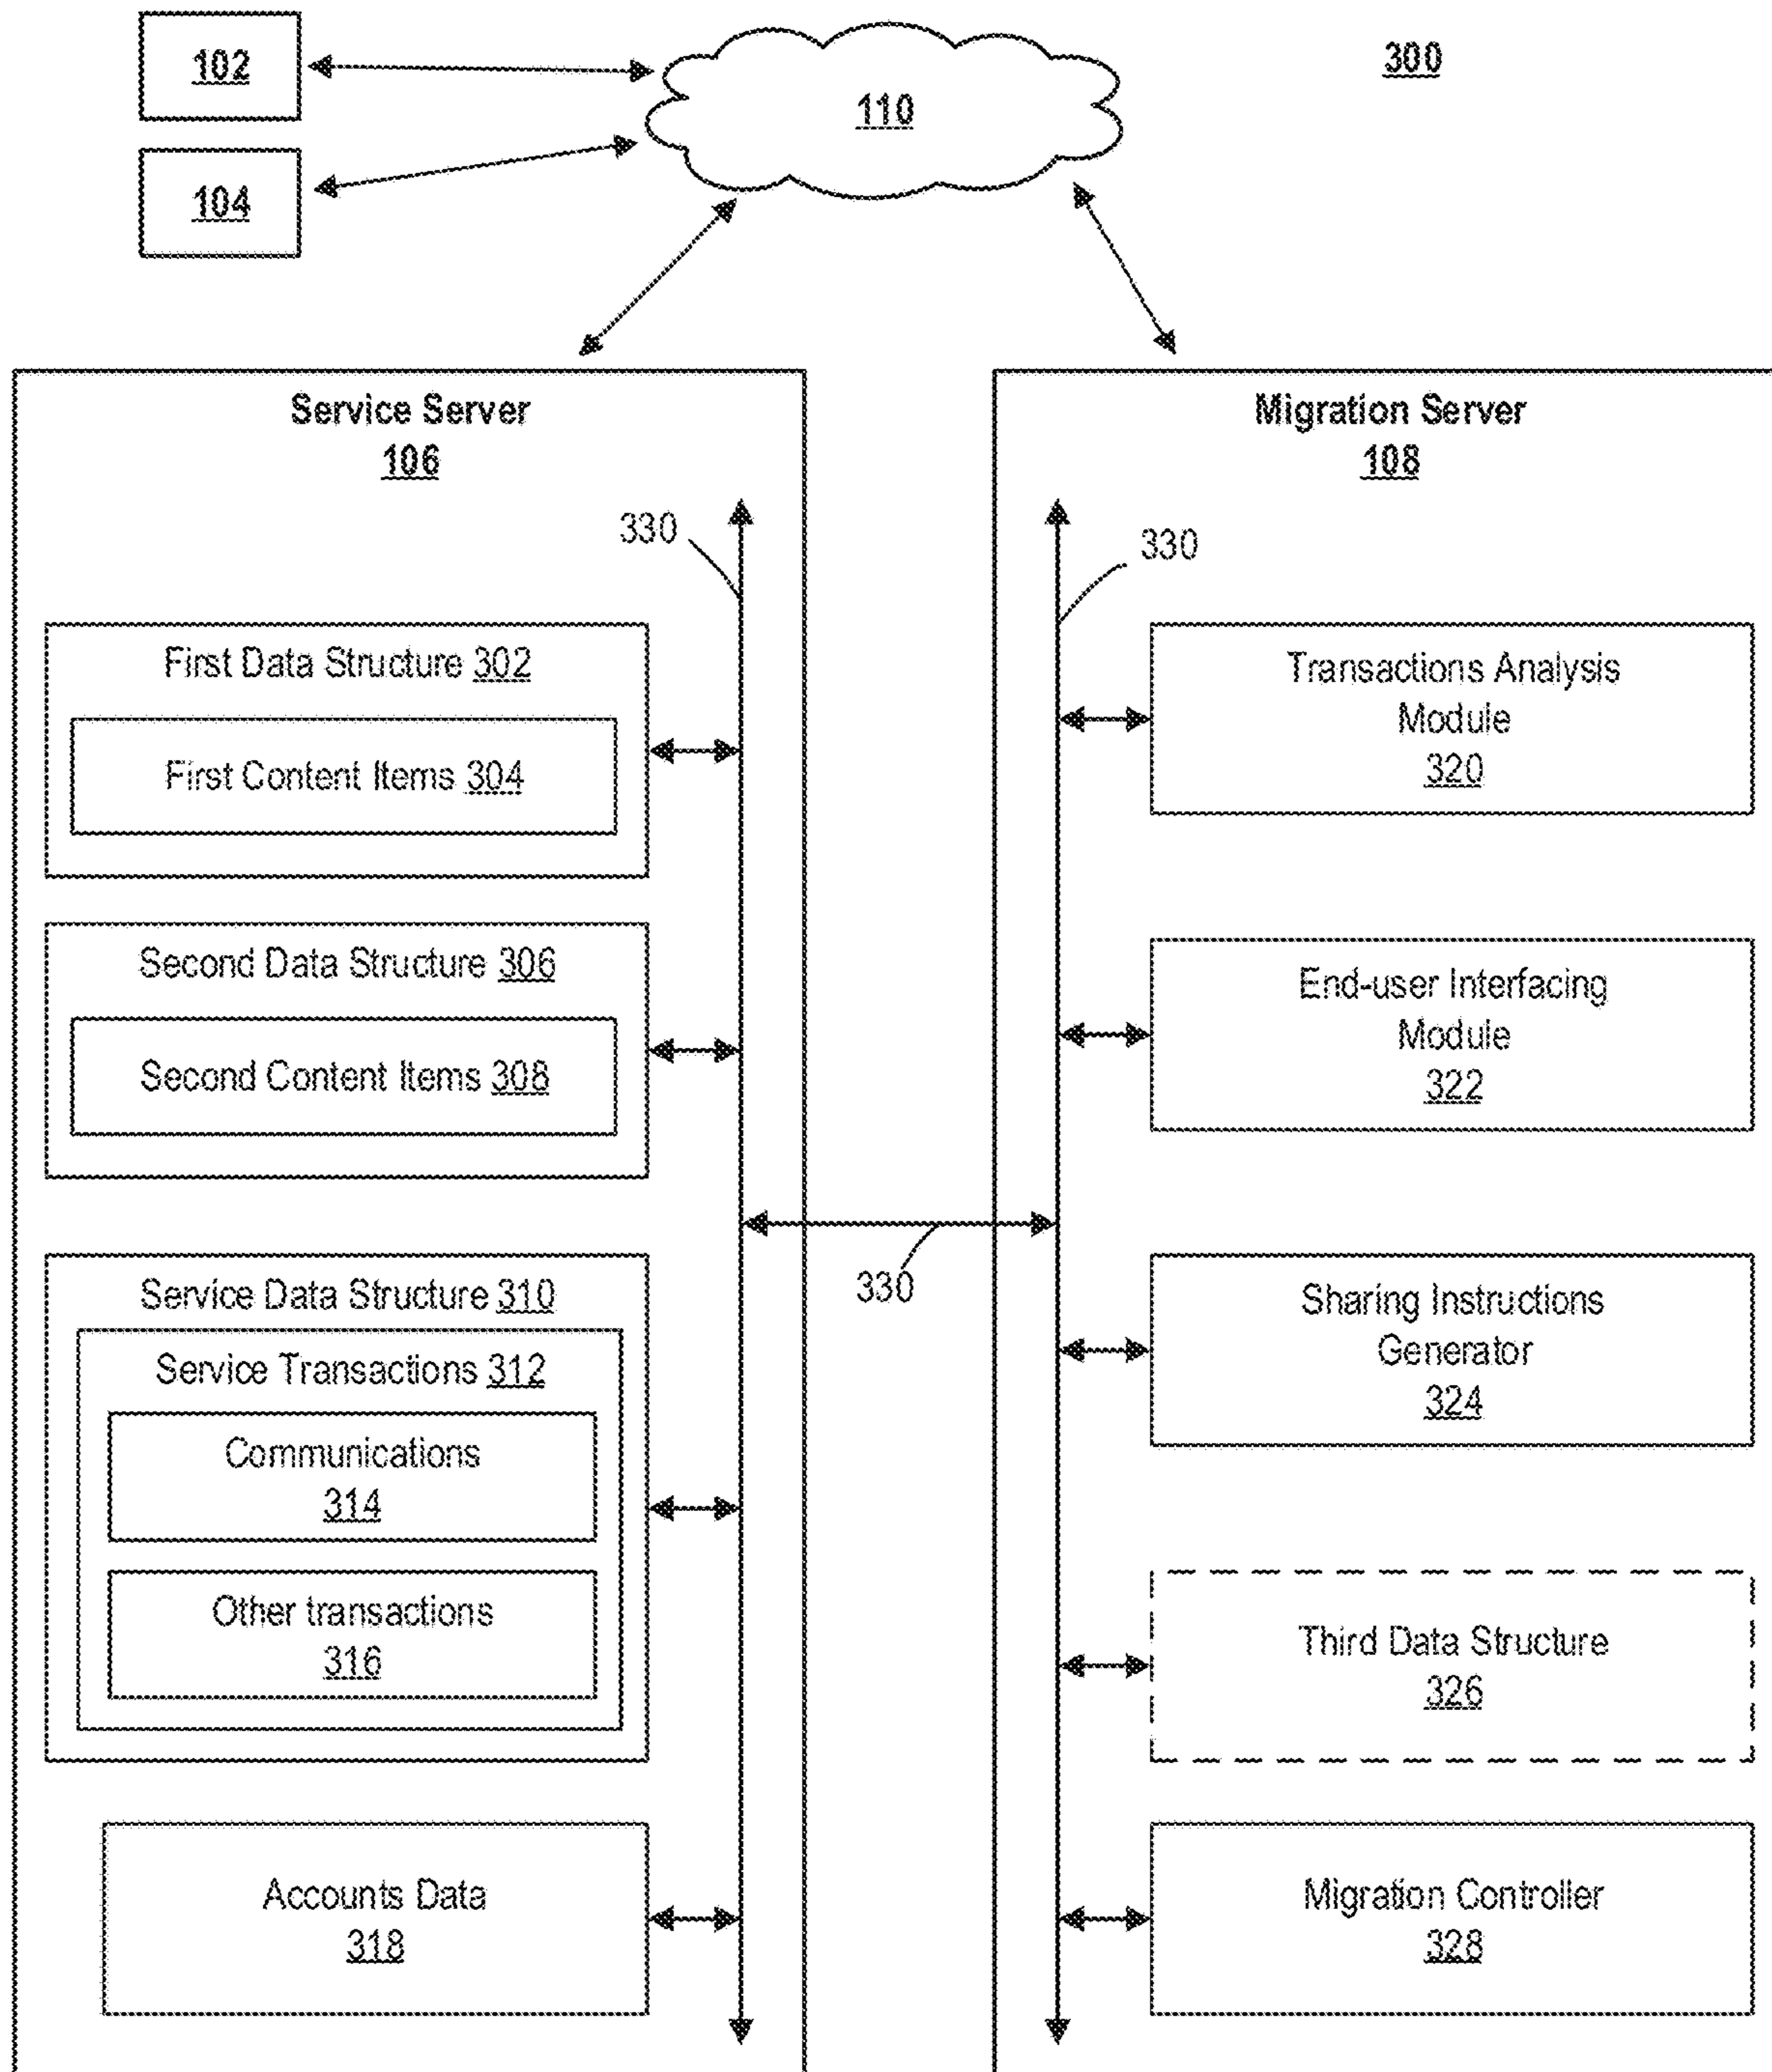 102
110
300
104
Service Server
106
330
First Data Structure 302
First Content Items 304
Second Data Structure 306
Second Content Items 308
Service Data Structure 310
Service Transactions 312
Communications
314
Other transactions
316
Accounts Data
318
330
Migration Server
108
330
Transactions Analysis
Module
320
End-user Interfacing
Module
322
Sharing Instructions
Generator
324
Third Data Structure
326
Migration Controller
328